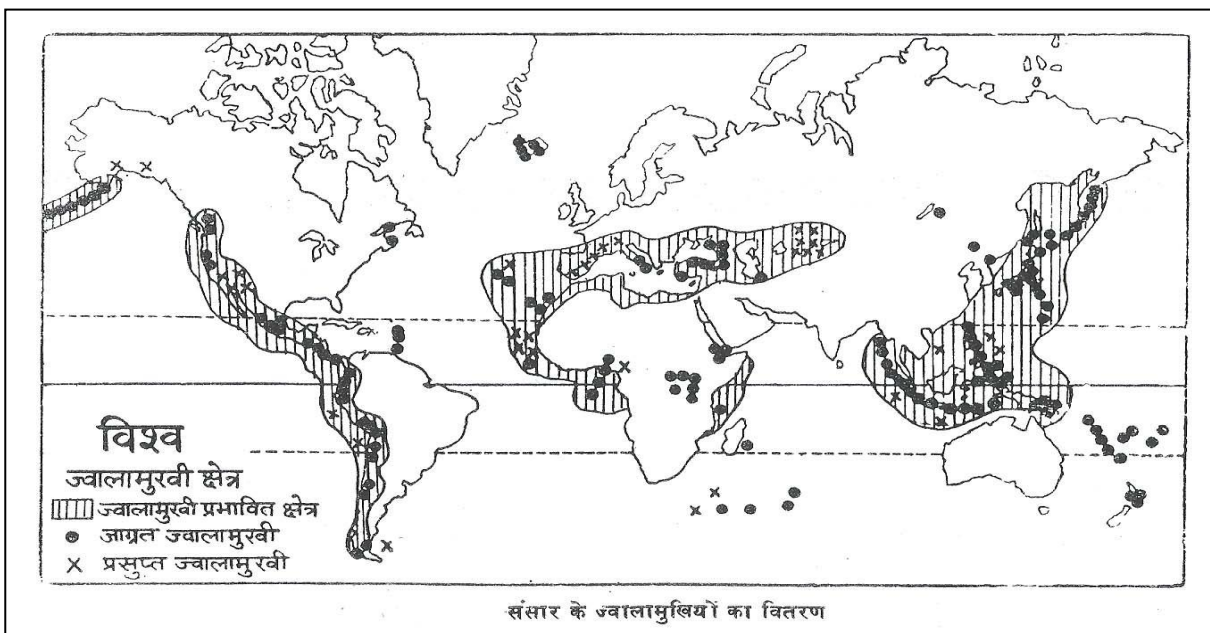 विश्व
ज्वालामुखी क्षेत्र
ज्वालामुखी प्रभावित क्षेत्र
जाग्रत ज्वालामुखी
प्रसुप्त ज्वालामुखी
संसार के ज्वालामुखियों का वितरण